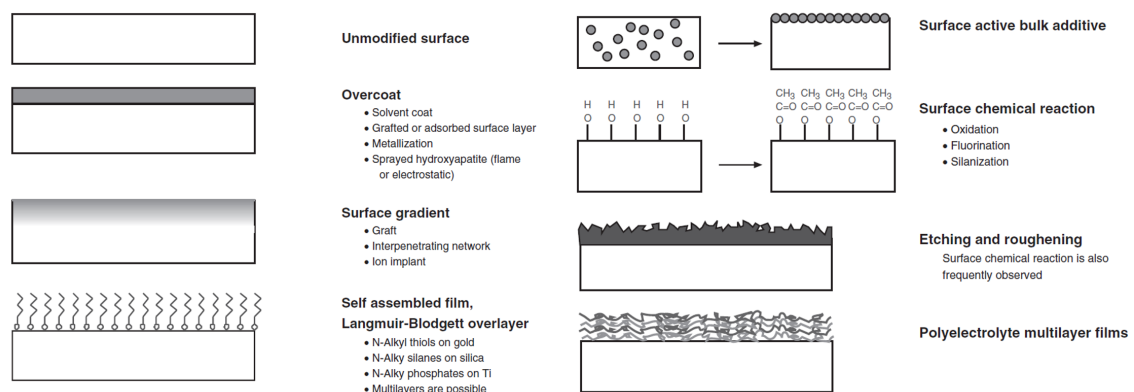 Unmodified surface
Overcoat
• Solvent coat
• Grafted or adsorbed surface layer
• Metallization
• Sprayed hydroxyapatite (flame
or electrostatic)
Surface gradient
• Graft
• Interpenetrating network
• Ion implant
Self assembled film,
Langmuir-Blodgett overlayer
• N-Alkyl thiols on gold
• N-Alky silanes on silica
• N-Alky phosphates on Ti
• Multilayers are possible
Surface active bulk additive
H H H H H
O O O O O
CH3 CH3 CH3 CH3 CH3
C=O C=O C=O C=O C=O
O O O O O
Surface chemical reaction
• Oxidation
• Fluorination
• Silanization
Etching and roughening
Surface chemical reaction is also
frequently observed
Polyelectrolyte multilayer films